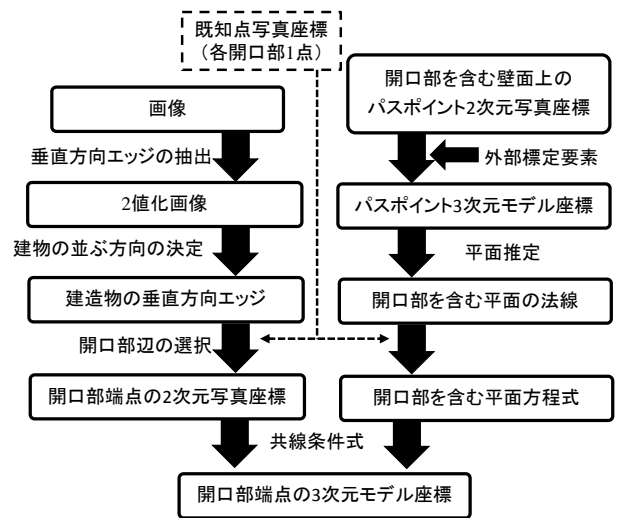 既知点写真座標
（各開口部1点）
画像
垂直方向エッジの抽出
2値化画像
建物の並ぶ方向の決定
建造物の垂直方向エッジ
開口部辺の選択
開口部端点の2次元写真座標
開口部を含む壁面上の
パスポイント2次元写真座標
外部標定要素
パスポイント3次元モデル座標
平面推定
開口部を含む平面の法線
開口部を含む平面方程式
共線条件式
開口部端点の3次元モデル座標